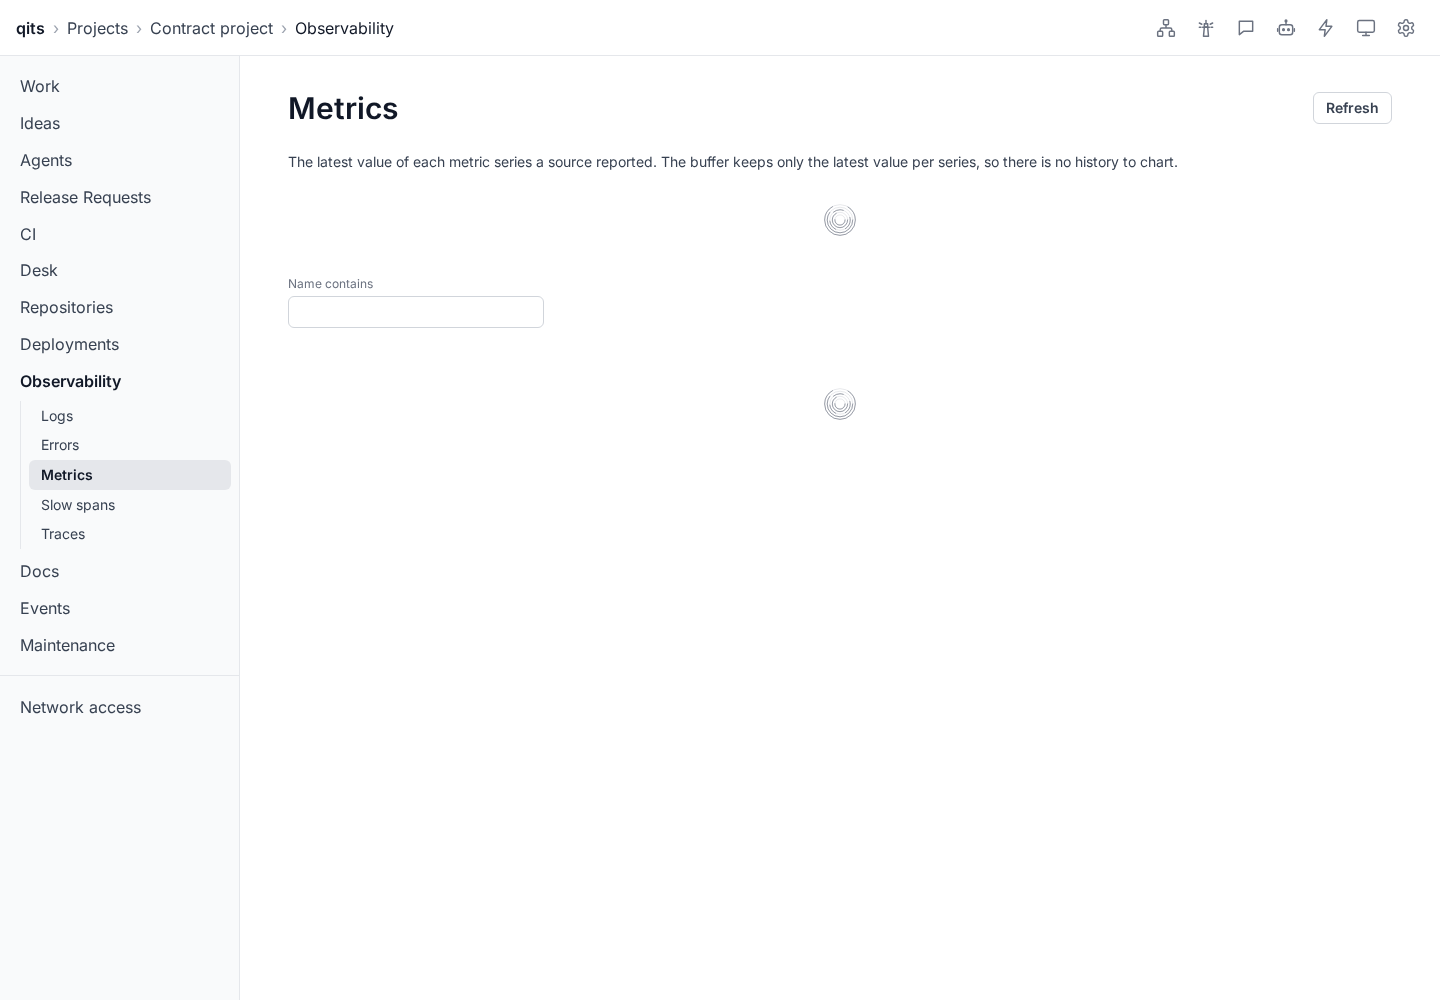 qits › Projects › Contract project › Observability
Work
Ideas
Agents
Release Requests
CI
Desk
Repositories
Deployments
Observability
Logs
Errors
Metrics
Slow spans
Traces
Docs
Events
Maintenance
Network access
Metrics
Refresh
The latest value of each metric series a source reported. The buffer keeps only the latest value per series, so there is no history to chart.
Name contains